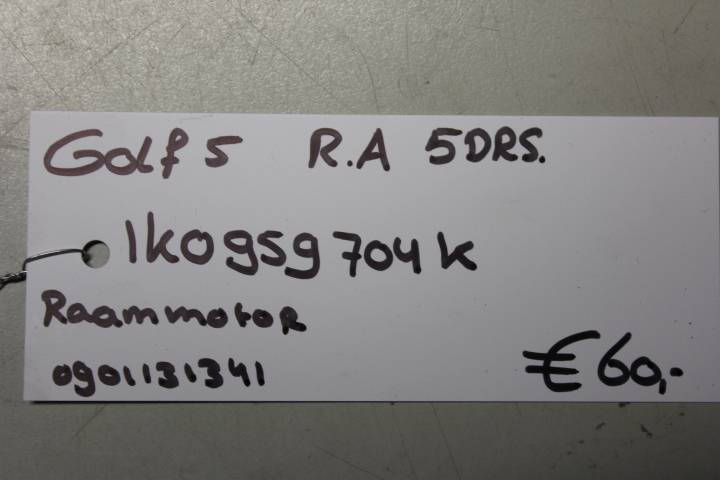 Golf 5 R.A 5DRS.
1K0959704K
Raammotor
0901131341
€60,-